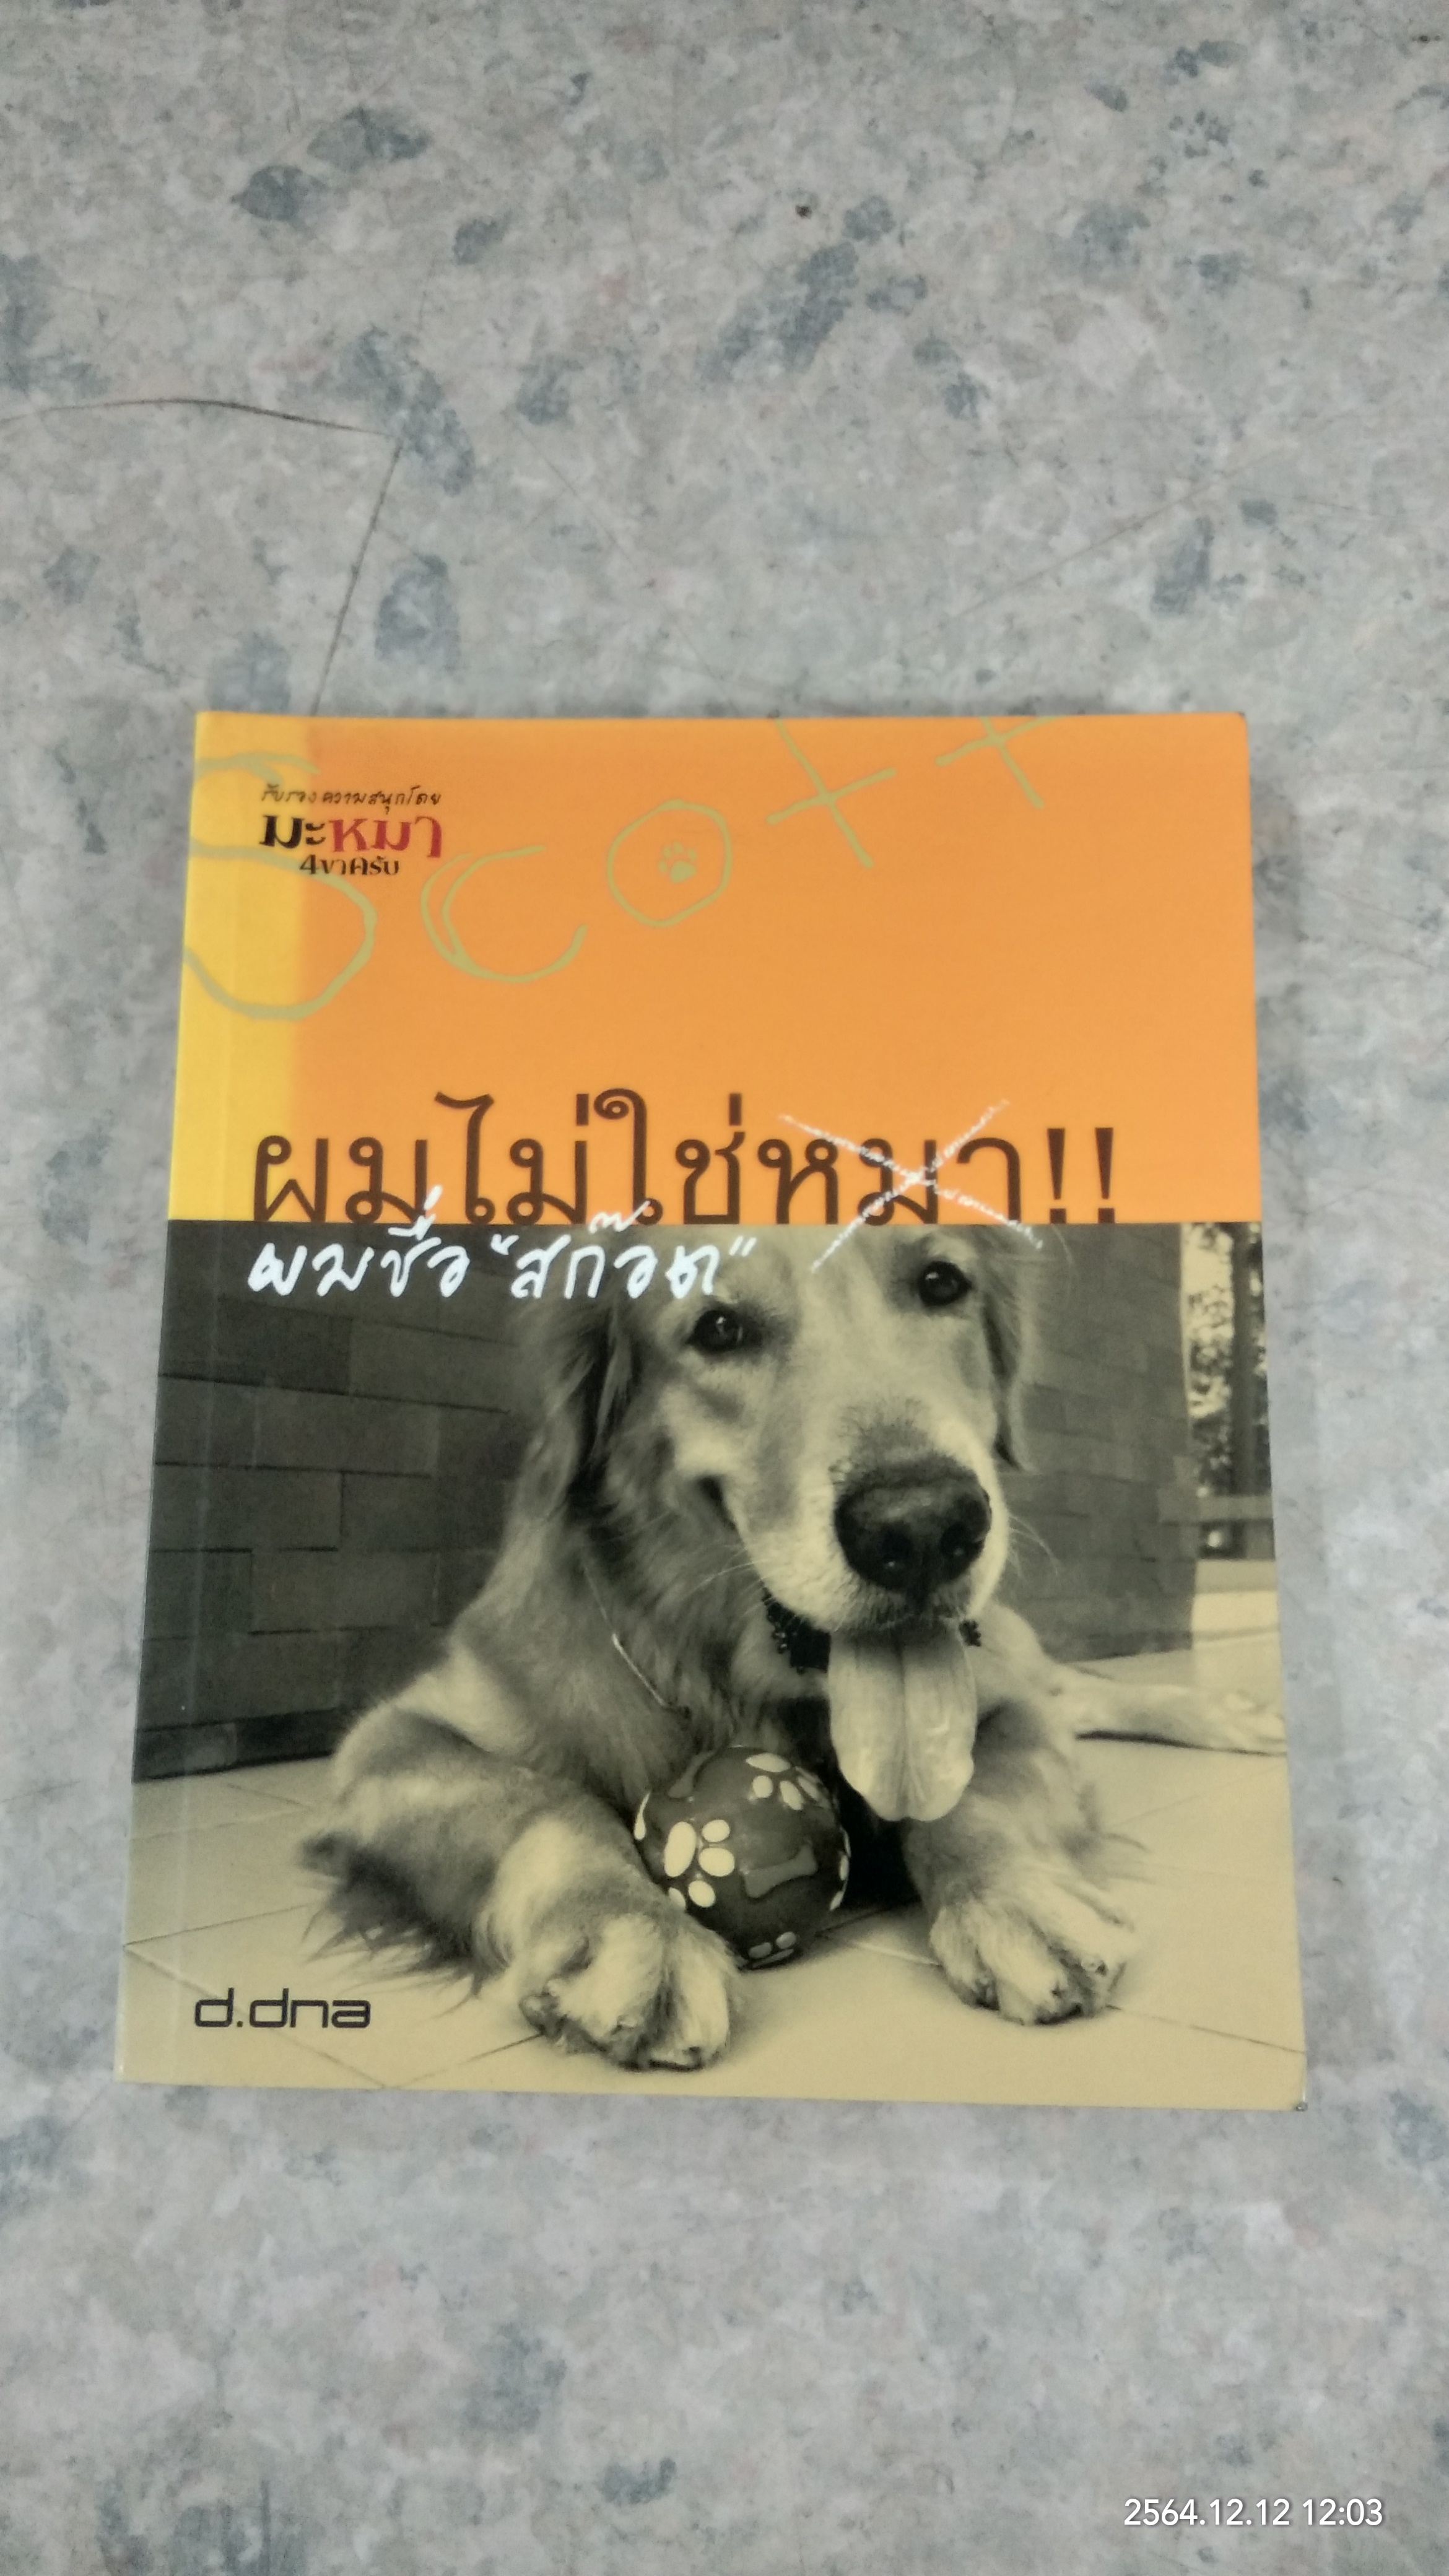 scott
รับรองความสนุกโดย
มะหมา
4ขาครับ
ผมไม่ใช่หมา!!
ผมชื่อ "สก๊อต"
d.dna
2564.12.12 12:03